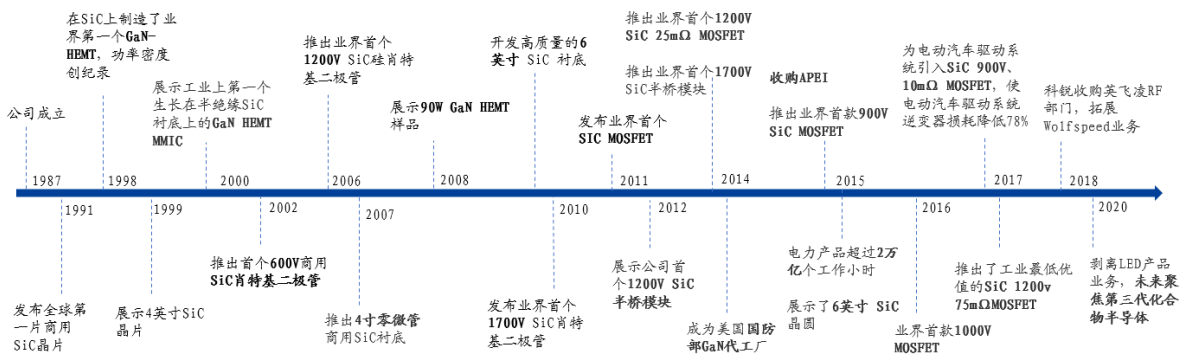 公司成立
在SiC上制造了业
界第一个GaN-
HEMT，功率密度
创纪录
展示工业上第一个
生长在半绝缘SiC
衬底上的GaN HEMT
MMIC
推出业界首个
1200V SiC硅肖特
基二极管
展示90W GaN HEMT
样品
开发高质量的6
英寸 SiC 衬底
发布业界首个
SIC MOSFET
推出业界首个1200V
SiC 25mΩ MOSFET
推出业界首个1700V
SiC半桥模块
收购APEI
推出业界首款900V
SiC MOSFET
为电动汽车驱动系
统引入SiC 900V、
10mΩ MOSFET，使
电动汽车驱动系统
逆变器损耗降低78%
科锐收购英飞凌RF
部门，拓展
Wolfspeed业务
1987
1998
2000
2006
2008
2011
2014
2015
2017
2018
1991
1999
2002
2007
2010
2012
2016
2020
发布全球第
一片商用
SiC晶片
展示4英寸SiC
晶片
推出首个600V商用
SiC肖特基二极管
推出4寸零微管
商用SiC衬底
发布业界首个
1700V SiC肖特
基二极管
展示公司首
个1200V SiC
半桥模块
成为美国国防
部GaN代工厂
电力产品超过2万
亿个工作小时
展示了6英寸 SiC
晶圆
业界首款1000V
MOSFET
推出了工业最低优
值的SiC 1200v
75mΩMOSFET
剥离LED产品
业务，未来聚
焦第三代化合
物半导体